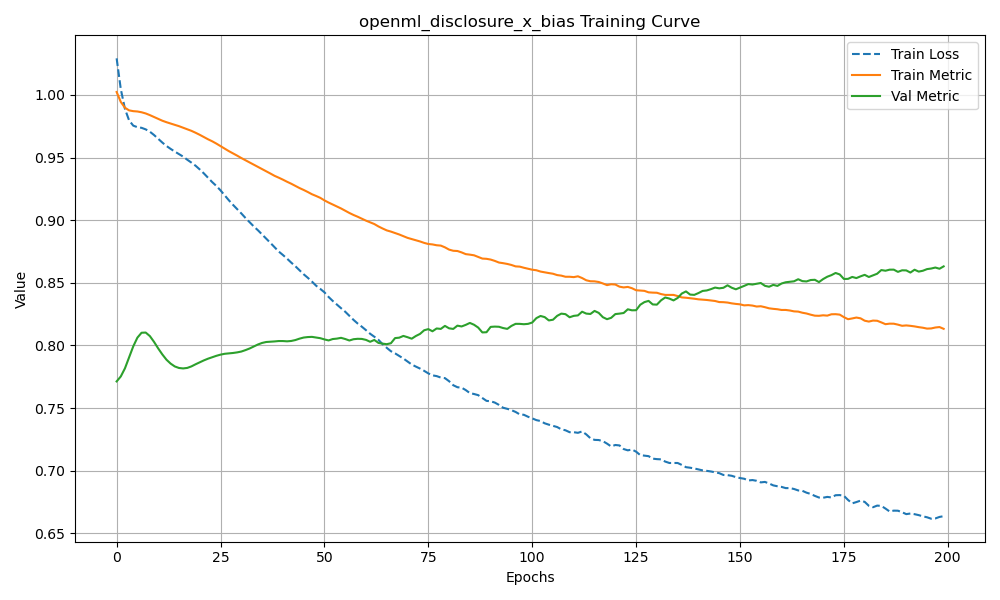 openml_disclosure_x_bias Training Curve
Train Loss
Train Metric
Val Metric
Value
1.00
0.95
0.90
0.85
0.80
0.75
0.70
0.65
0 25 50 75 100 125 150 175 200
Epochs